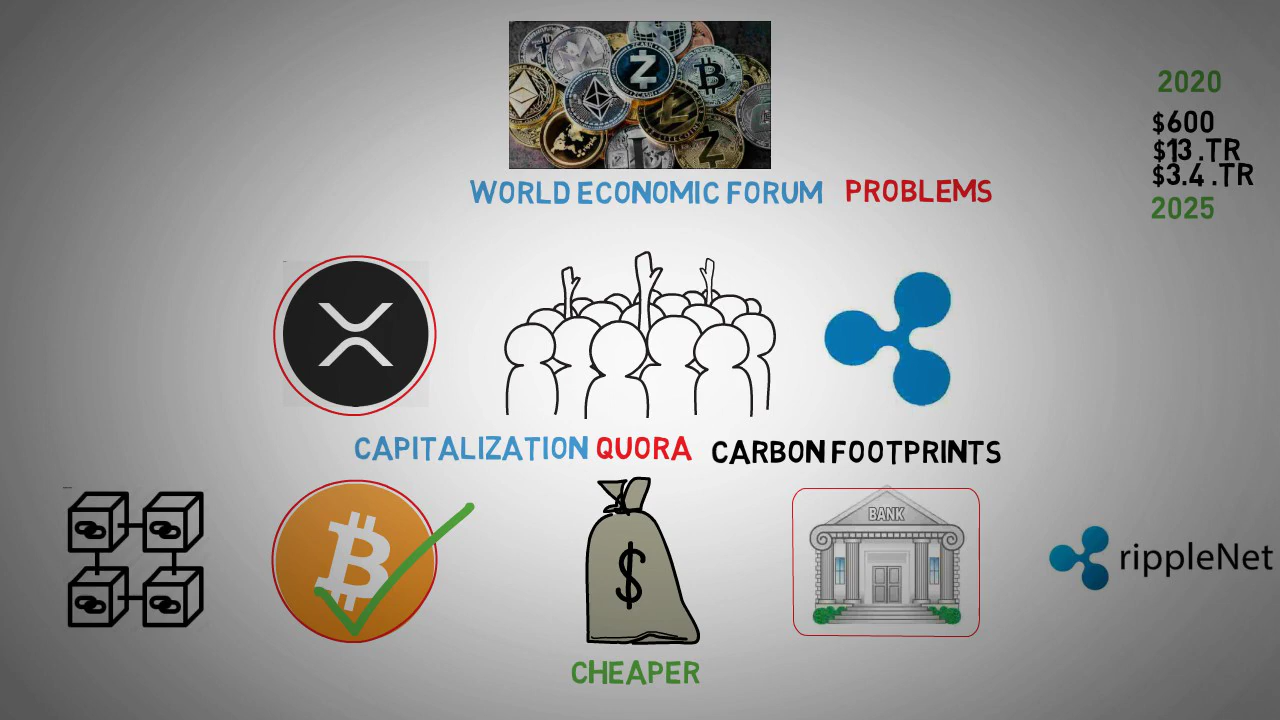 2020
$600
$13.TR
$3.4.TR
2025
WORLD ECONOMIC FORUM PROBLEMS
CAPITALIZATION QUORA CARBON FOOTPRINTS
BANK
$
rippleNet
CHEAPER